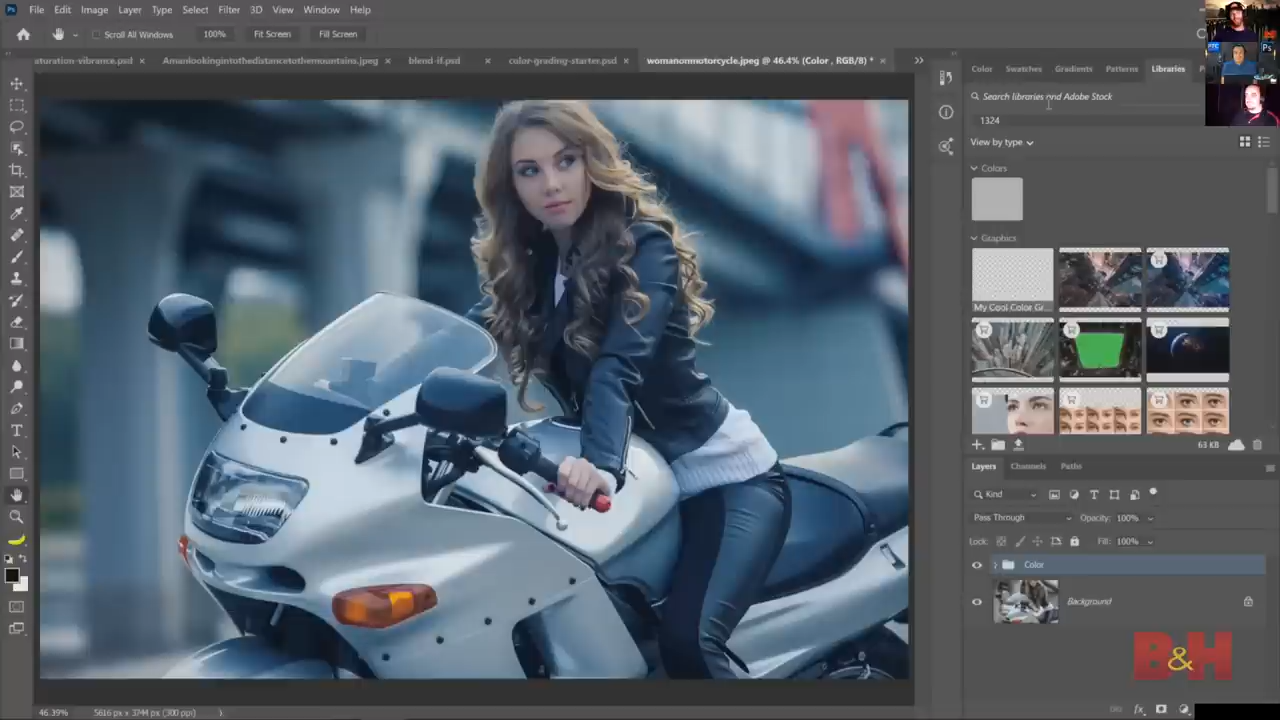 Ps File Edit Image Layer Type Select Filter 3D View Window Help
Scroll All Windows 100% Fit Screen Fill Screen
aturation-vibrance.psd × Amanlookingintothedistancetothemountains.jpeg × blend-if.psd × color-grading-starter.psd × womanonmotorcycle.jpeg @ 46.4% (Color , RGB/8) * ×
Color Swatches Gradients Patterns Libraries
Search libraries and Adobe Stock
1324
View by type
Colors
Graphics
My Cool Color Gr...
63 KB
Layers Channels Paths
Kind
Pass Through Opacity: 100%
Lock: Fill: 100%
Color
Background
B&H
46.39% 5616 px x 3744 px (300 ppi)